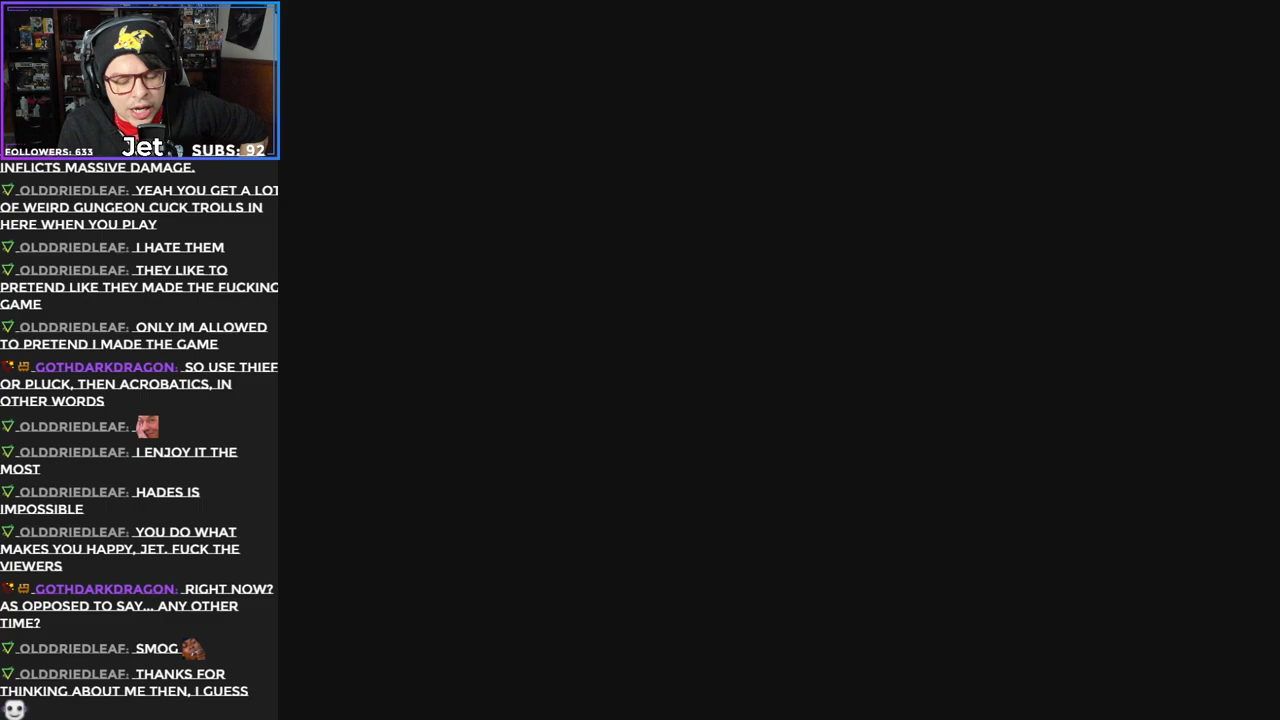 FOLLOWERS: 633
Jet
SUBS: 92
INFLICTS MASSIVE DAMAGE.
OLDDRIEDLEAF: YEAH YOU GET A LOT
OF WEIRD GUNGEON CUCK TROLLS IN
HERE WHEN YOU PLAY
OLDDRIEDLEAF: I HATE THEM
OLDDRIEDLEAF: THEY LIKE TO
PRETEND LIKE THEY MADE THE FUCKING
GAME
OLDDRIEDLEAF: ONLY IM ALLOWED
TO PRETEND I MADE THE GAME
GOTHDARKDRAGON: SO USE THIEF
OR PLUCK, THEN ACROBATICS, IN
OTHER WORDS
OLDDRIEDLEAF:
OLDDRIEDLEAF: I ENJOY IT THE
MOST
OLDDRIEDLEAF: HADES IS
IMPOSSIBLE
OLDDRIEDLEAF: YOU DO WHAT
MAKES YOU HAPPY, JET. FUCK THE
VIEWERS
GOTHDARKDRAGON: RIGHT NOW?
AS OPPOSED TO SAY... ANY OTHER
TIME?
OLDDRIEDLEAF: SMOG
OLDDRIEDLEAF: THANKS FOR
THINKING ABOUT ME THEN, I GUESS